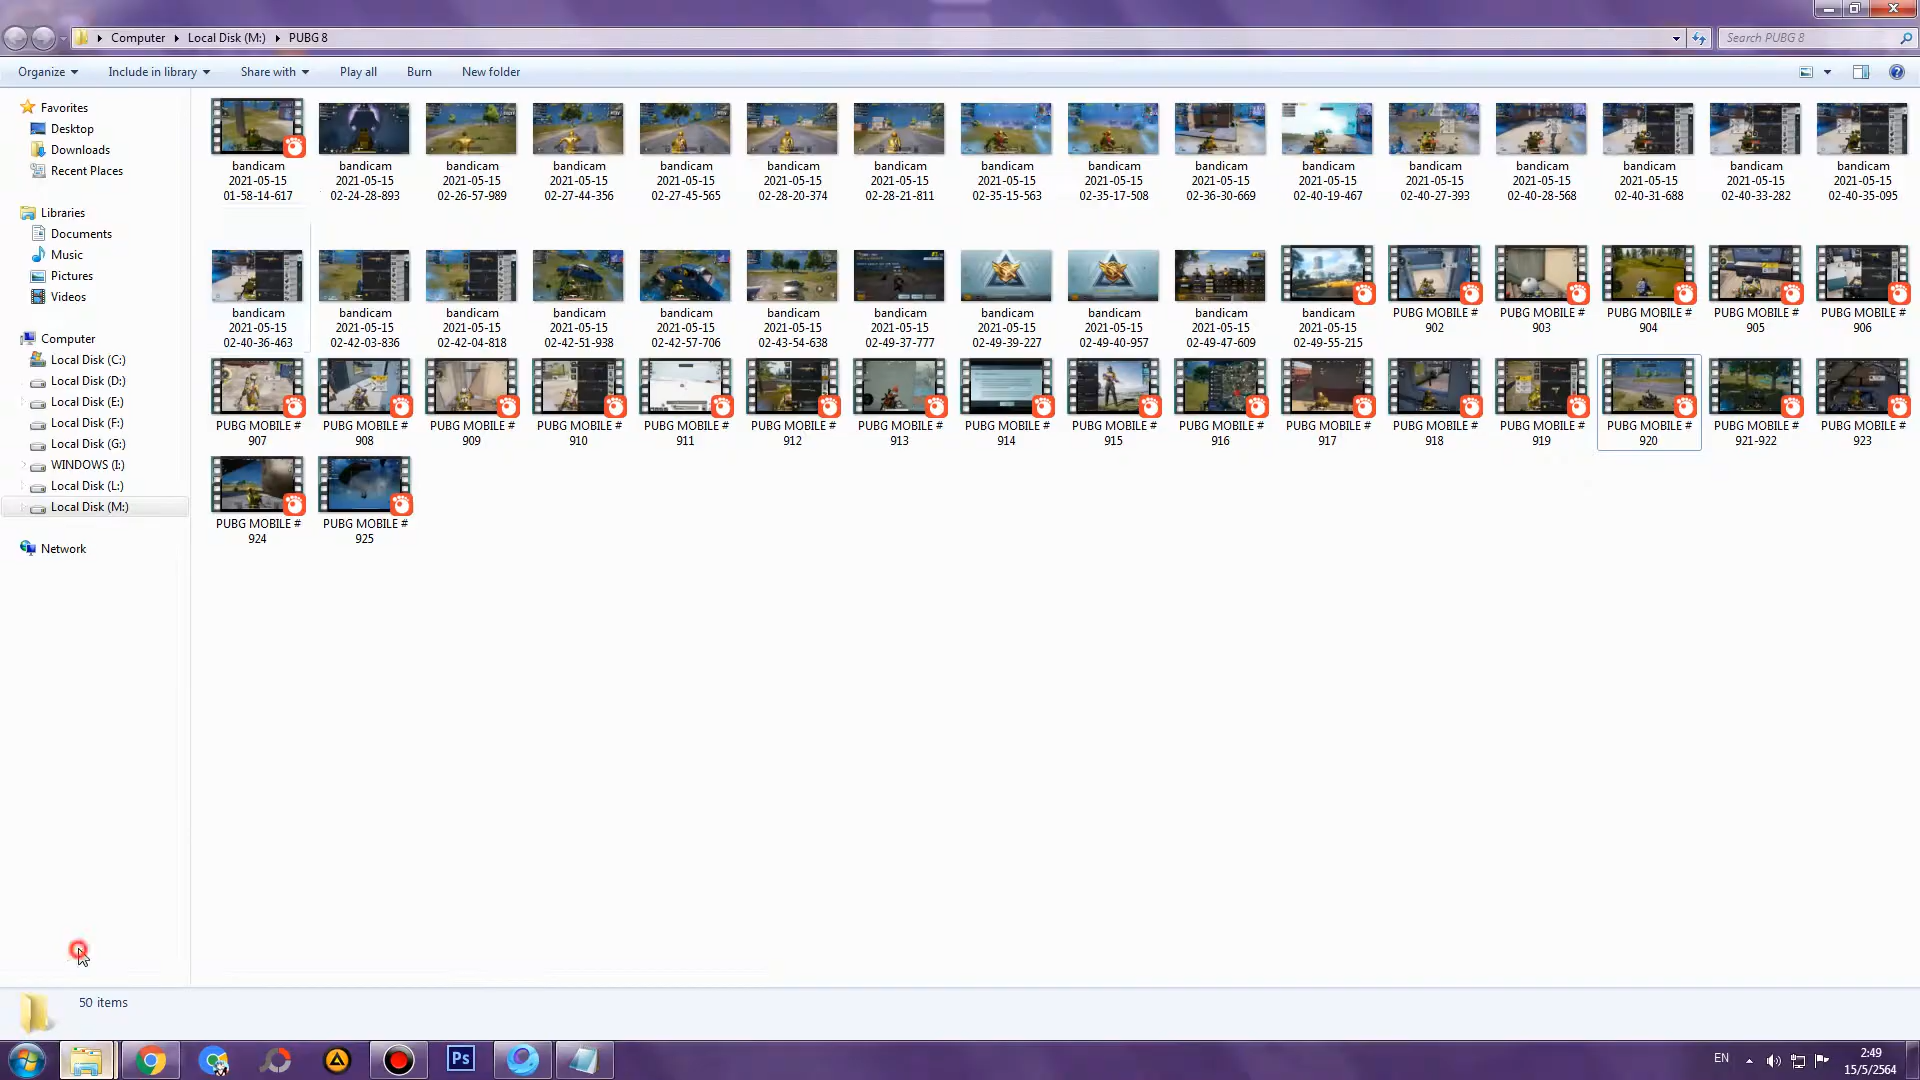 Computer Local Disk (M:) PUBG 8
Search PUBG 8
Organize Include in library Share with Play all Burn New folder
Favorites
Desktop
Downloads
Recent Places
Libraries
Documents
Music
Pictures
Videos
Computer
Local Disk (C:)
Local Disk (D:)
Local Disk (E:)
Local Disk (F:)
Local Disk (G:)
WINDOWS (I:)
Local Disk (L:)
Local Disk (M:)
Network
bandicam bandicam bandicam bandicam bandicam bandicam bandicam bandicam bandicam bandicam bandicam bandicam bandicam bandicam bandicam bandicam
2021-05-15 2021-05-15 2021-05-15 2021-05-15 2021-05-15 2021-05-15 2021-05-15 2021-05-15 2021-05-15 2021-05-15 2021-05-15 2021-05-15 2021-05-15 2021-05-15 2021-05-15 2021-05-15
01-58-14-617 02-24-28-893 02-26-57-989 02-27-44-356 02-27-45-565 02-28-20-374 02-28-21-811 02-35-15-563 02-35-17-508 02-36-30-669 02-40-19-467 02-40-27-393 02-40-28-568 02-40-31-688 02-40-33-282 02-40-35-095
bandicam bandicam bandicam bandicam bandicam bandicam bandicam bandicam bandicam bandicam bandicam PUBG MOBILE # PUBG MOBILE # PUBG MOBILE # PUBG MOBILE # PUBG MOBILE #
2021-05-15 2021-05-15 2021-05-15 2021-05-15 2021-05-15 2021-05-15 2021-05-15 2021-05-15 2021-05-15 2021-05-15 2021-05-15 902 903 904 905 906
02-40-36-463 02-42-03-836 02-42-04-818 02-42-51-938 02-42-57-706 02-43-54-638 02-49-37-777 02-49-39-227 02-49-40-957 02-49-47-609 02-49-55-215
PUBG MOBILE # PUBG MOBILE # PUBG MOBILE # PUBG MOBILE # PUBG MOBILE # PUBG MOBILE # PUBG MOBILE # PUBG MOBILE # PUBG MOBILE # PUBG MOBILE # PUBG MOBILE # PUBG MOBILE # PUBG MOBILE # PUBG MOBILE # PUBG MOBILE # PUBG MOBILE #
907 908 909 910 911 912 913 914 915 916 917 918 919 920 921-922 923
PUBG MOBILE # PUBG MOBILE #
924 925
50 items
Ps
EN
2:49
15/5/2564